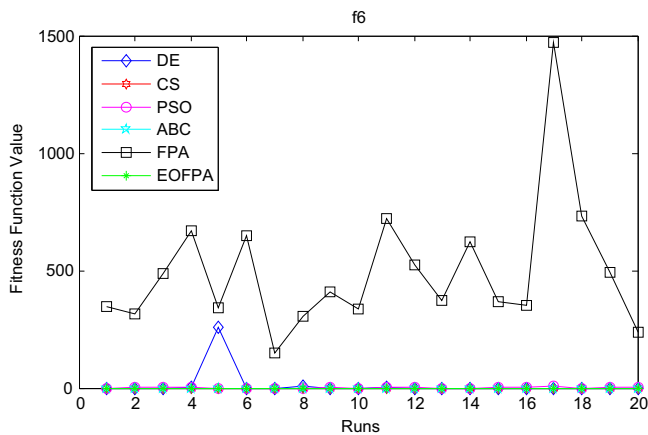 f6
1500
1000
500
0
Fitness Function Value
DE
CS
PSO
ABC
FPA
EOFPA
0 2 4 6 8 10 12 14 16 18 20
Runs